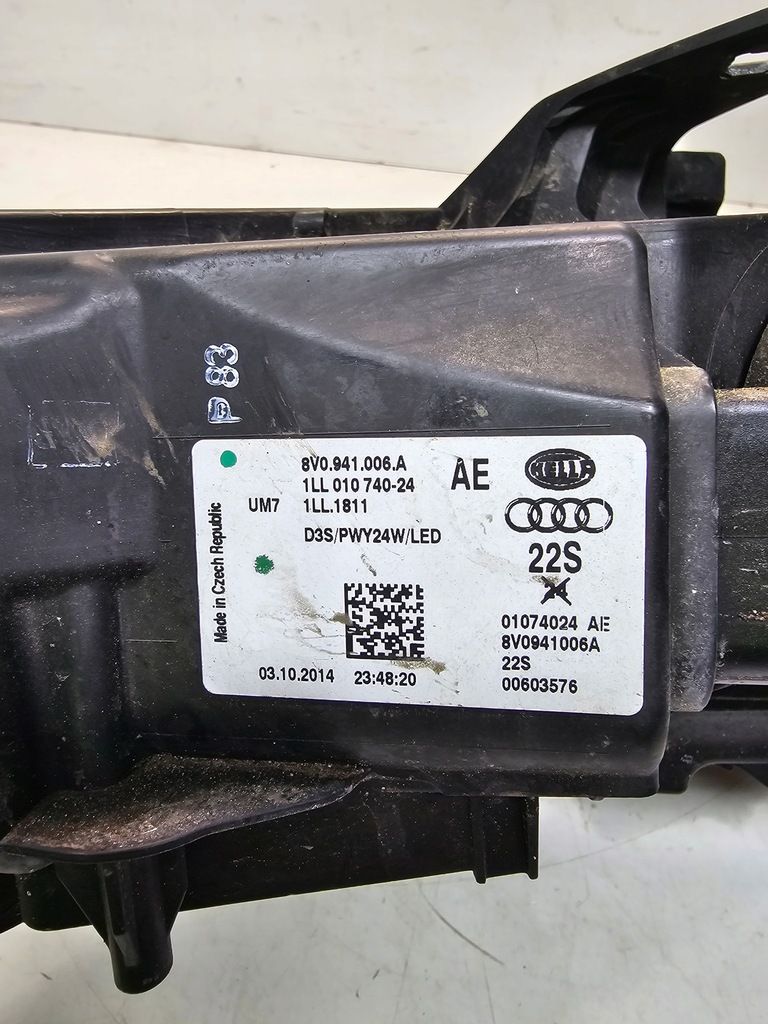 P83
8V0.941.006.A
1LL 010 740-24
UM7 1LL.1811
D3S/PWY24W/LED
AE
HELLA
22S
Made in Czech Republic
01074024 AE
8V0941006A
22S
00603576
03.10.2014 23:48:20